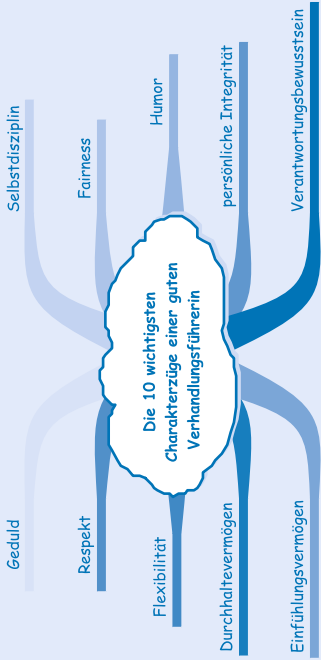 Die 10 wichtigsten
Charakterzüge einer guten
Verhandlungsführerin
Geduld
Respekt
Flexibilität
Durchhaltevermögen
Einfühlungsvermögen
Selbstdisziplin
Fairness
Humor
persönliche Integrität
Verantwortungsbewusstsein